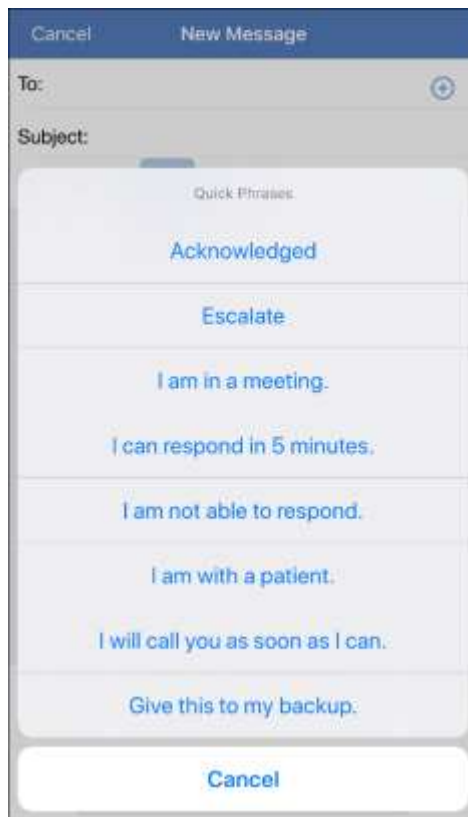 Cancel New Message
To:
Subject:
Quick Phrases
Acknowledged
Escalate
I am in a meeting.
I can respond in 5 minutes.
I am not able to respond.
I am with a patient.
I will call you as soon as I can.
Give this to my backup.
Cancel